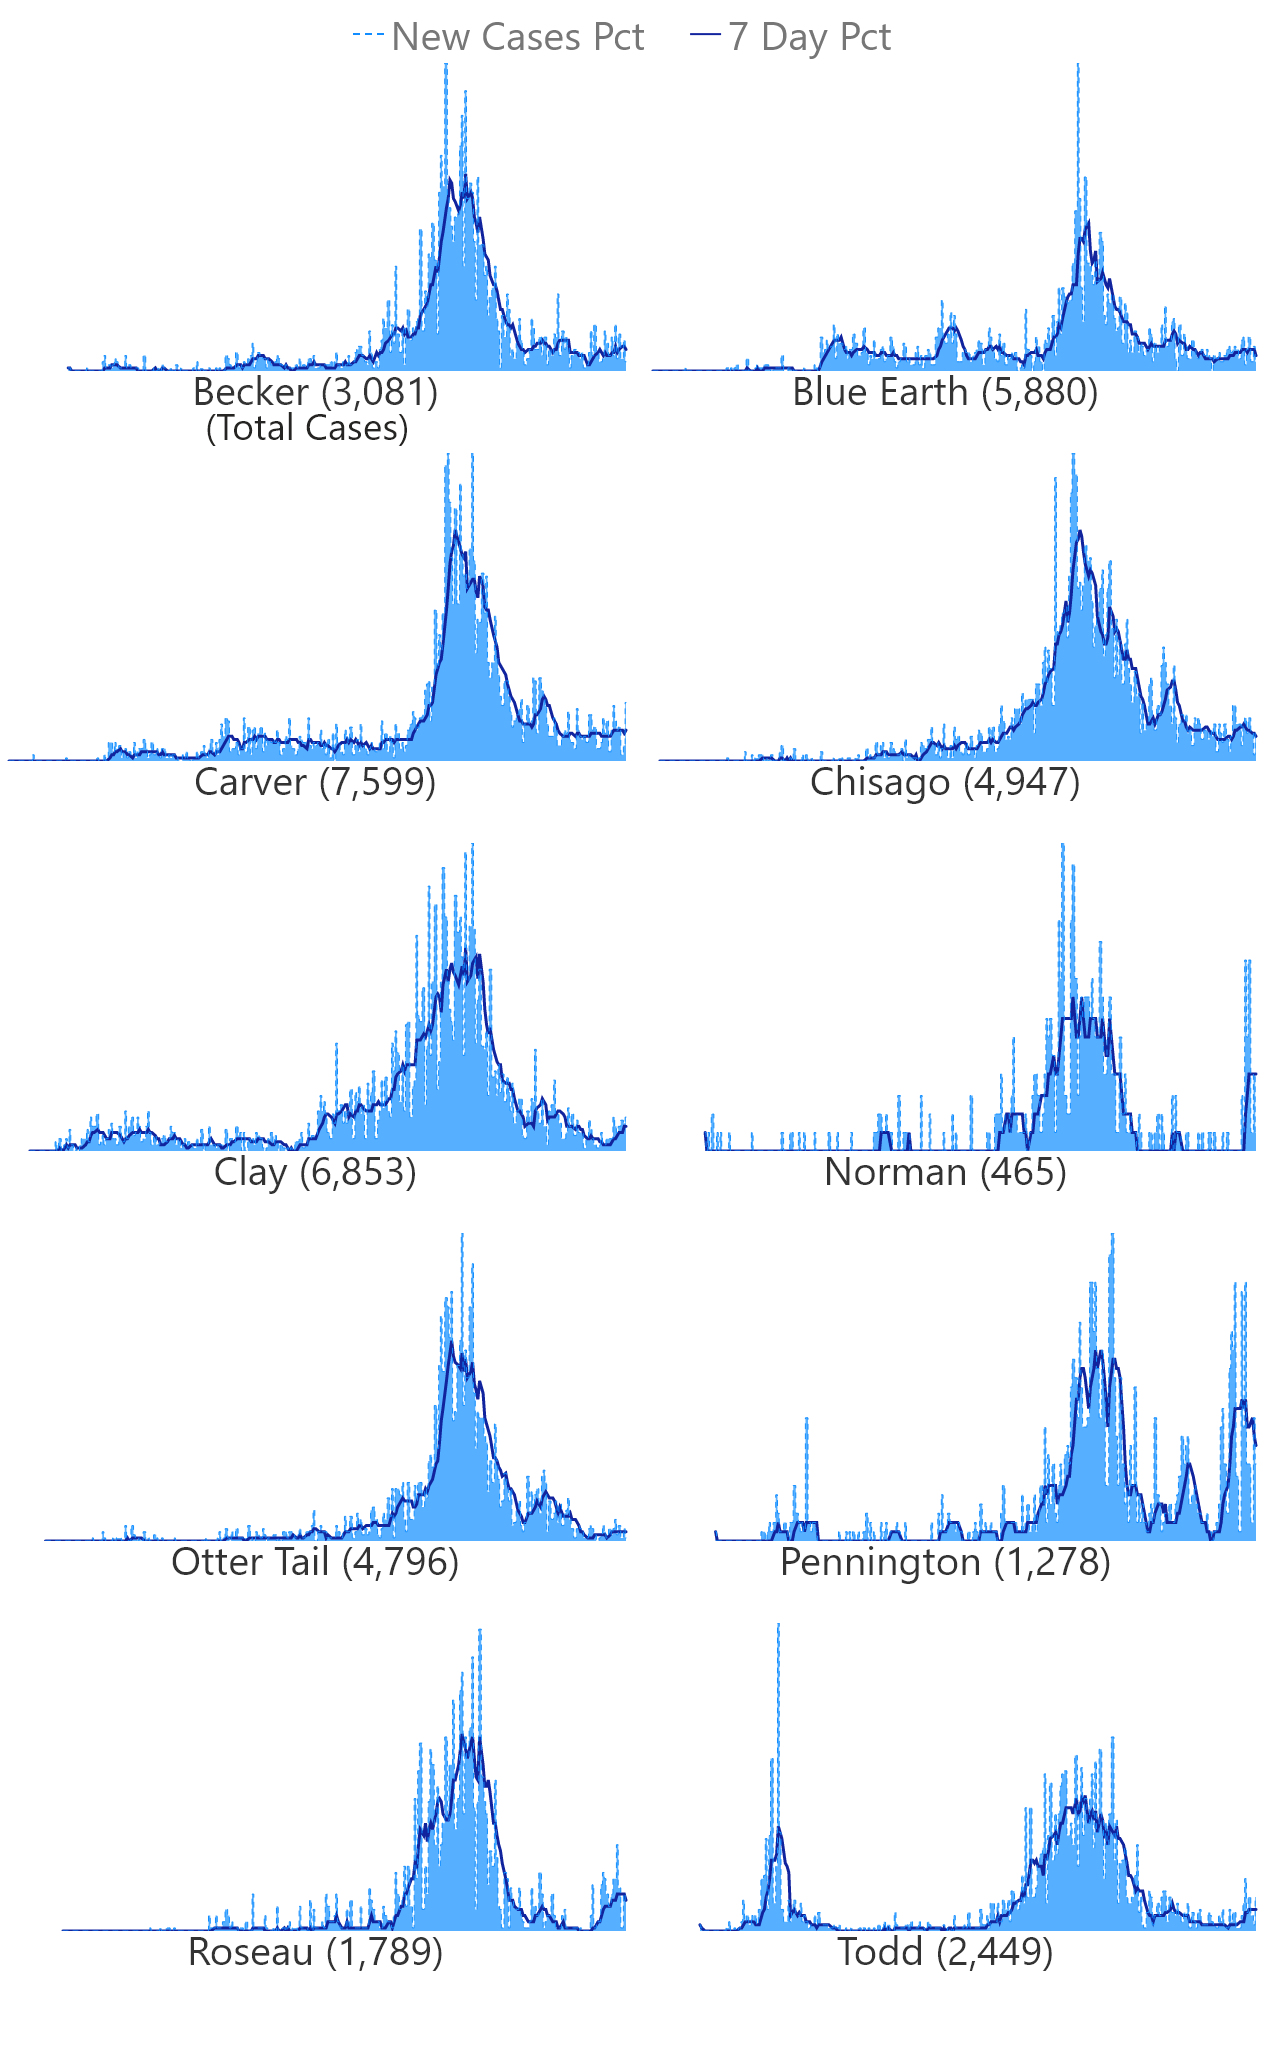 New Cases Pct 7 Day Pct
Becker (3,081) Blue Earth (5,880)
(Total Cases)
Carver (7,599) Chisago (4,947)
Clay (6,853) Norman (465)
Otter Tail (4,796) Pennington (1,278)
Roseau (1,789) Todd (2,449)